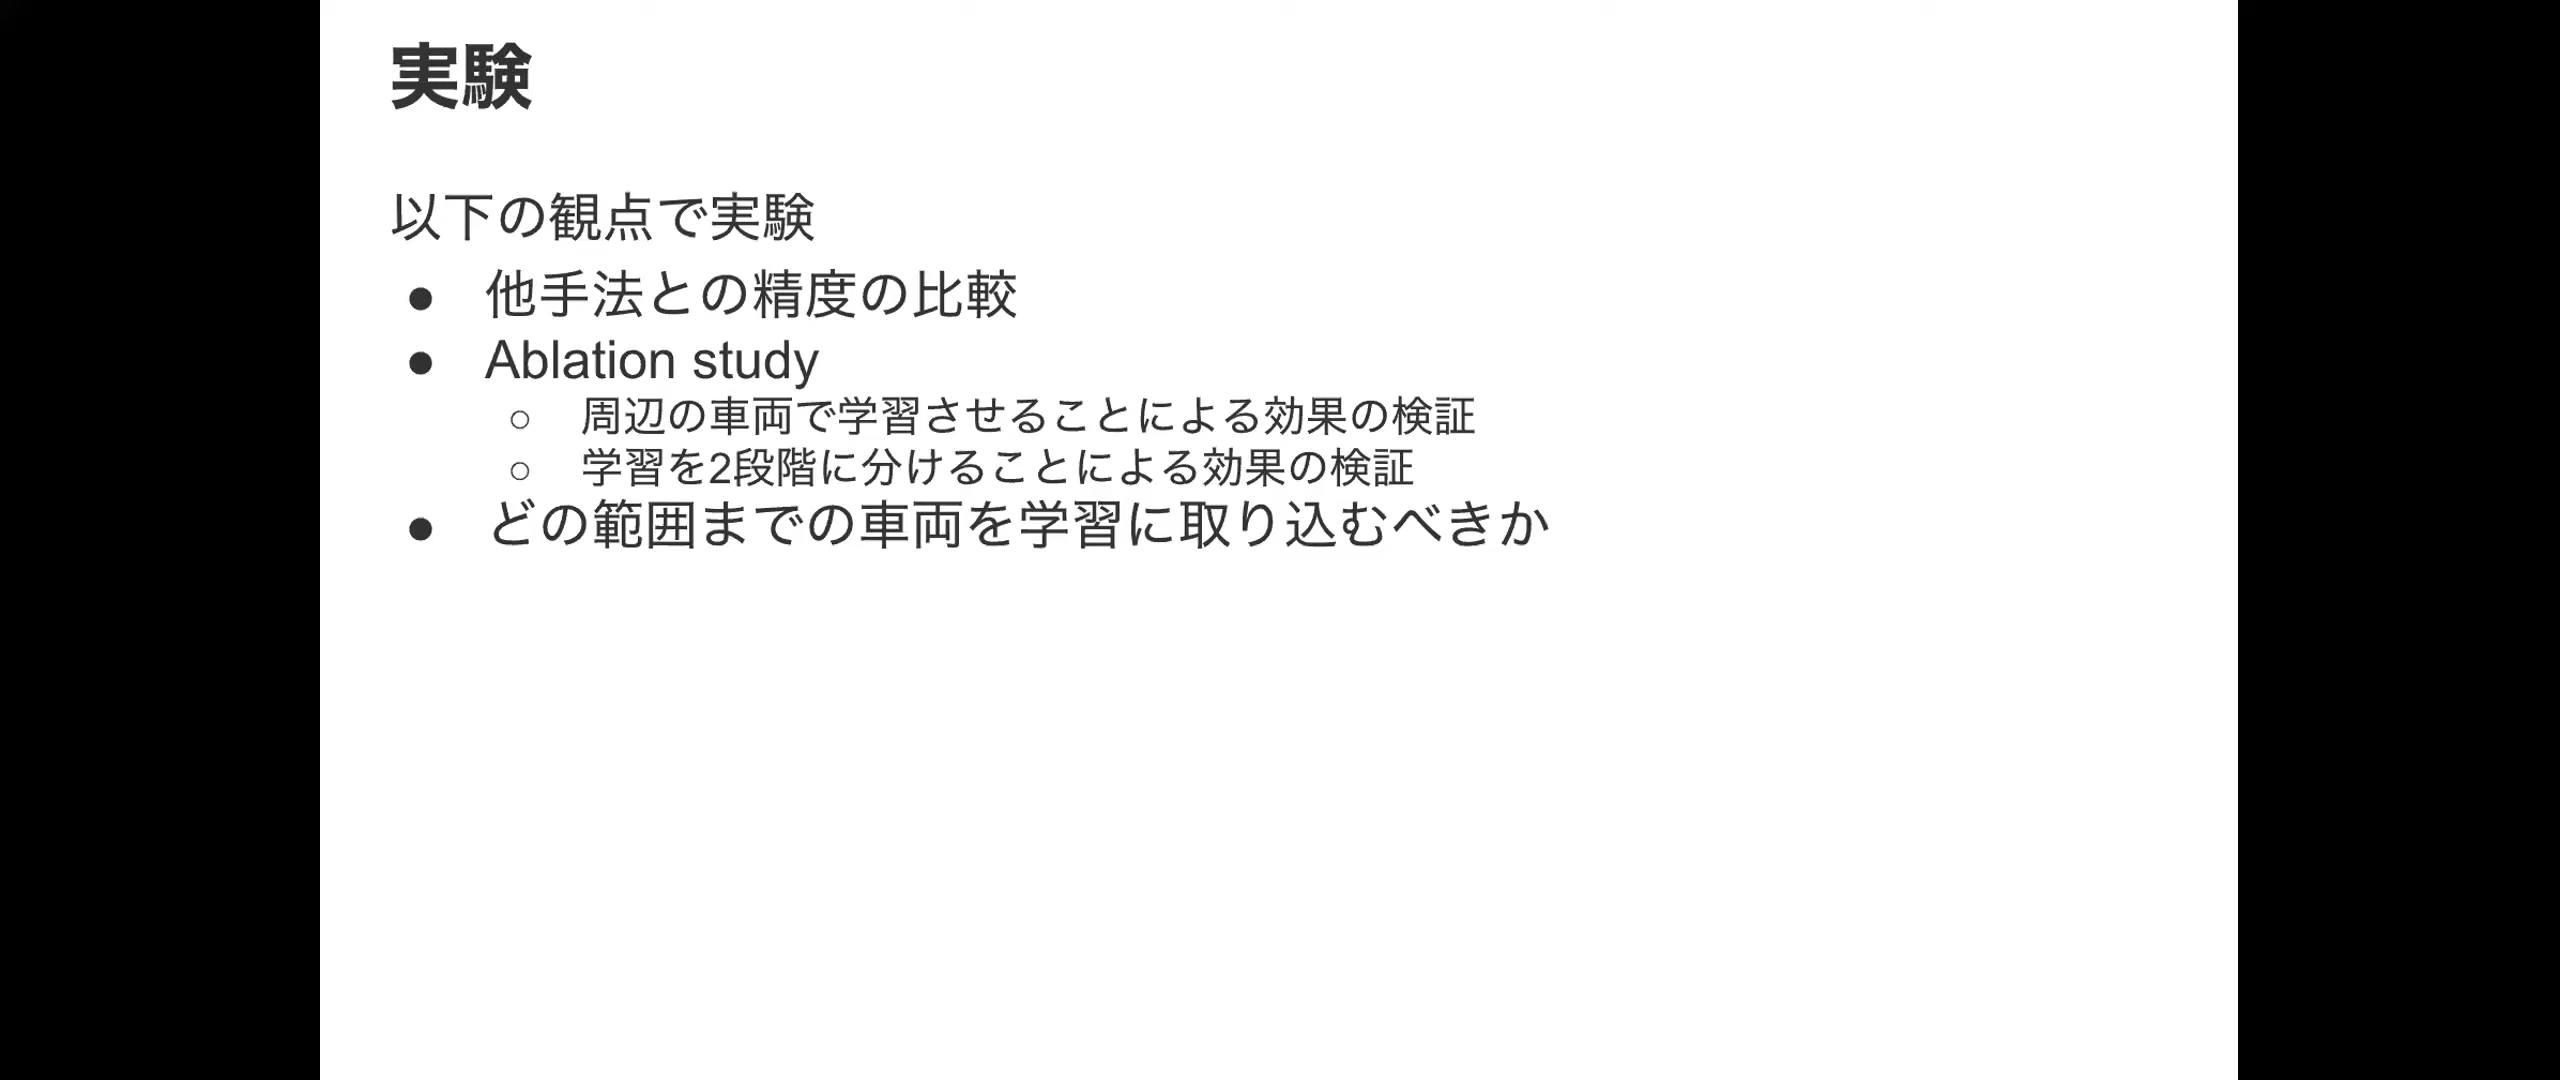 実験
以下の観点で実験
● 他手法との精度の比較
● Ablation study
○ 周辺の車両で学習させることによる効果の検証
○ 学習を2段階に分けることによる効果の検証
● どの範囲までの車両を学習に取り込むべきか